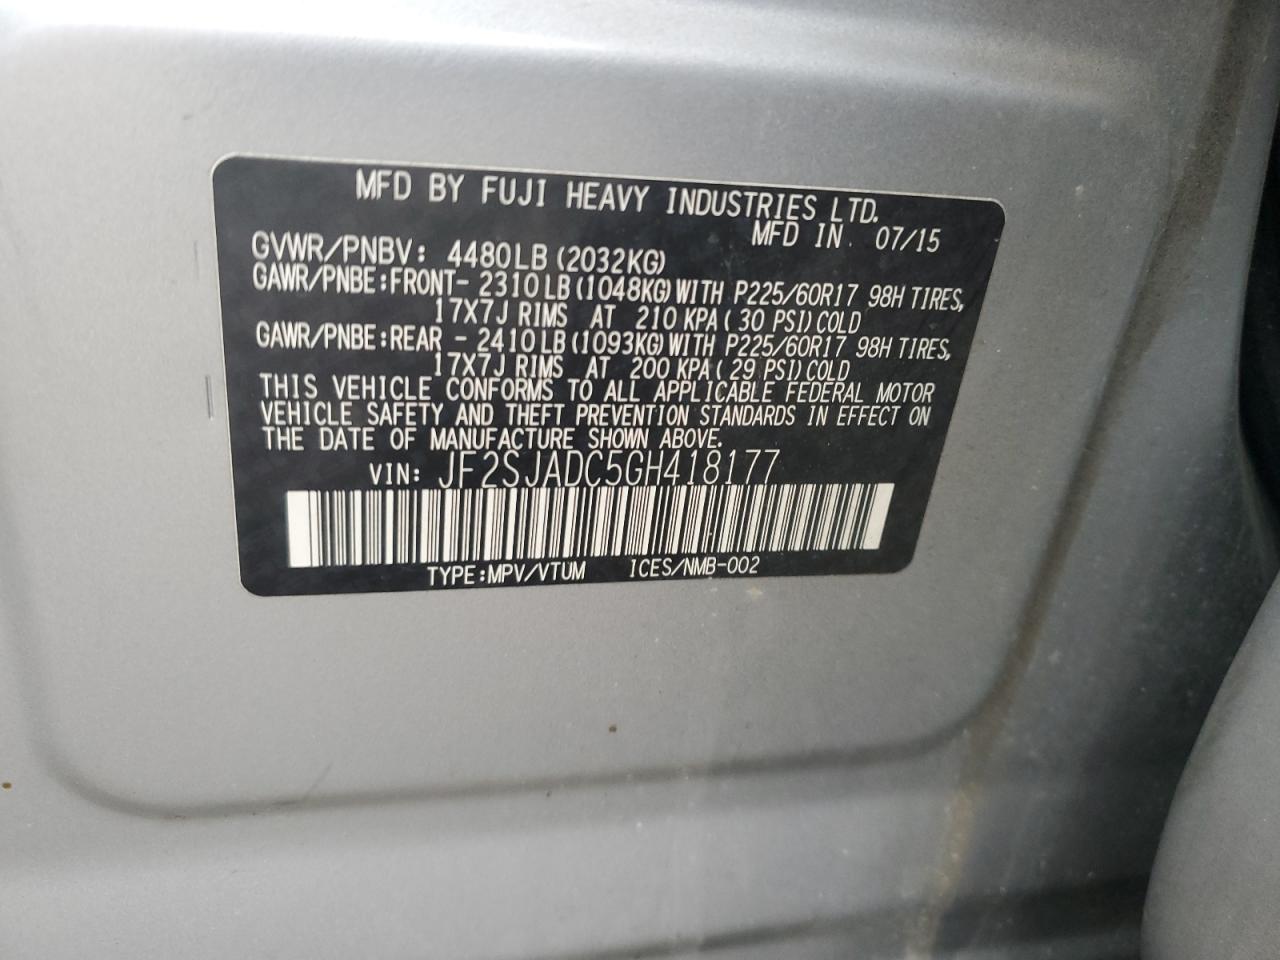 MFD BY FUJI HEAVY INDUSTRIES LTD.
MFD IN 07/15
GVWR/PNBV: 4480LB (2032KG)
GAWR/PNBE:FRONT- 2310LB (1048KG) WITH P225/60R17 98H TIRES,
17X7J RIMS AT 210 KPA( 30 PSI) COLD
GAWR/PNBE:REAR - 2410LB (1093KG) WITH P225/60R17 98H TIRES,
17X7J RIMS AT 200 KPA( 29 PSI) COLD
THIS VEHICLE CONFORMS TO ALL APPLICABLE FEDERAL MOTOR
VEHICLE SAFETY AND THEFT PREVENTION STANDARDS IN EFFECT ON
THE DATE OF MANUFACTURE SHOWN ABOVE.
VIN: JF2SJADC5GH418177
TYPE:MPV/VTUM ICES/NMB-002